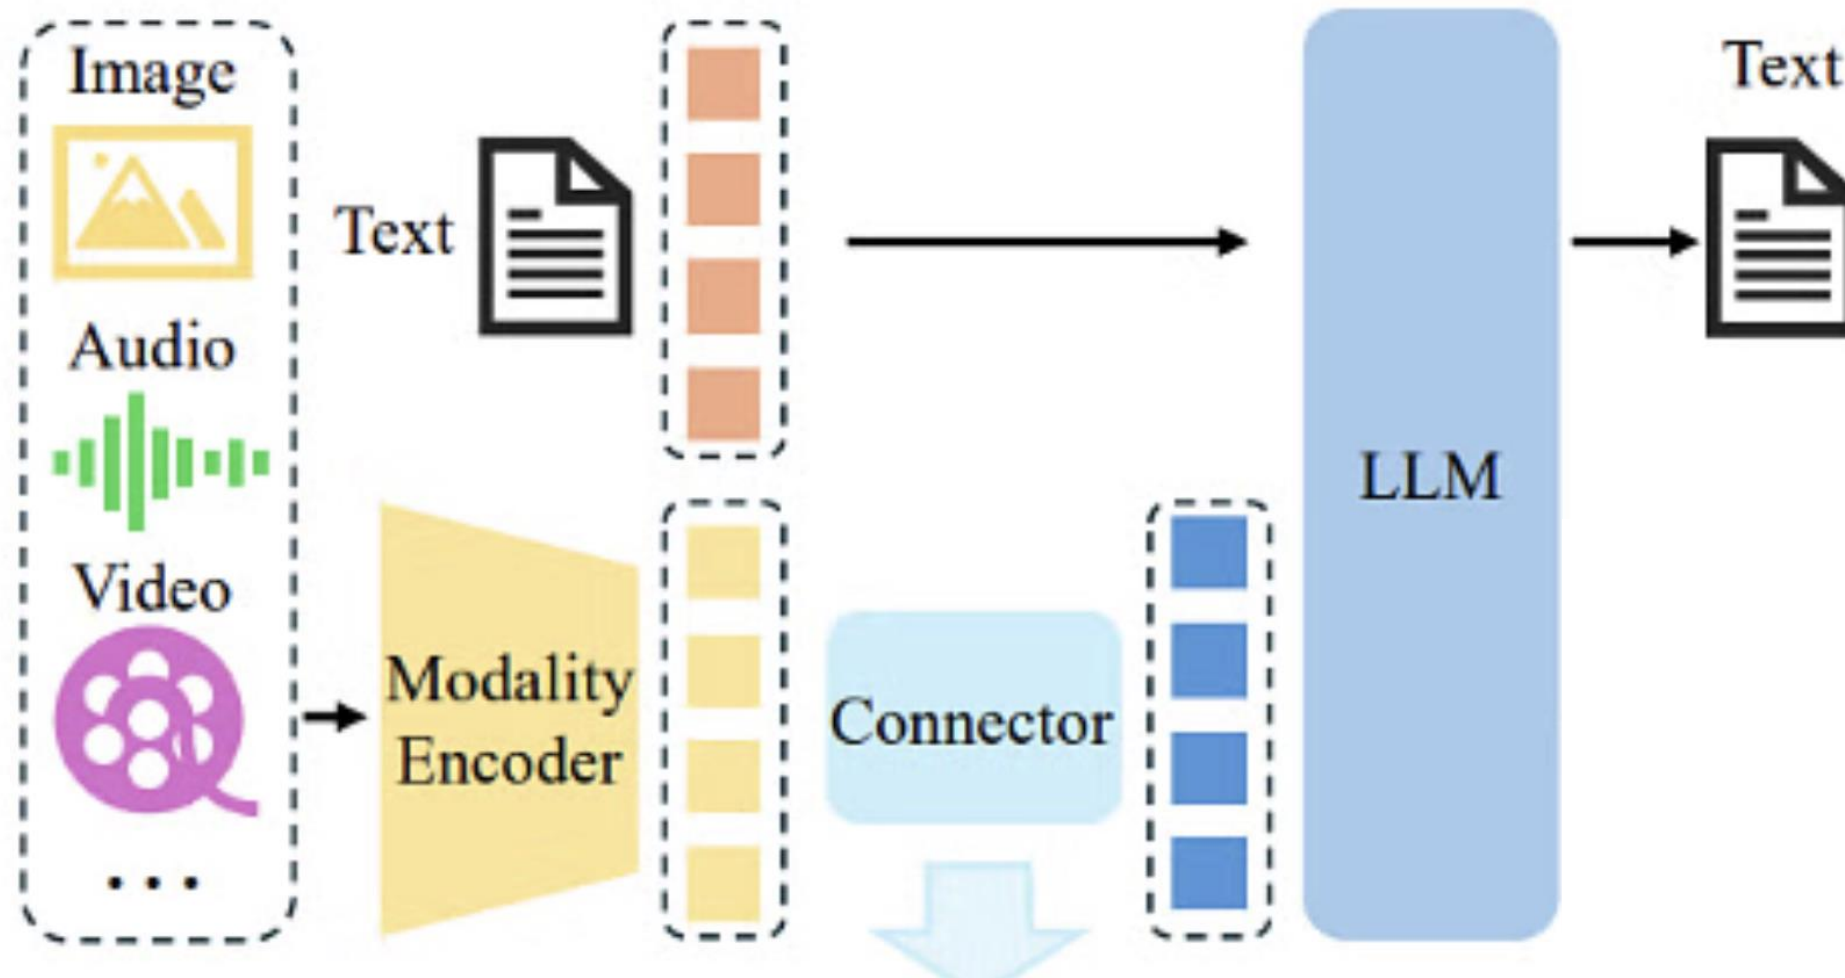 Image
Audio
Video
...
Text
Modality
Encoder
Connector
LLM
Text